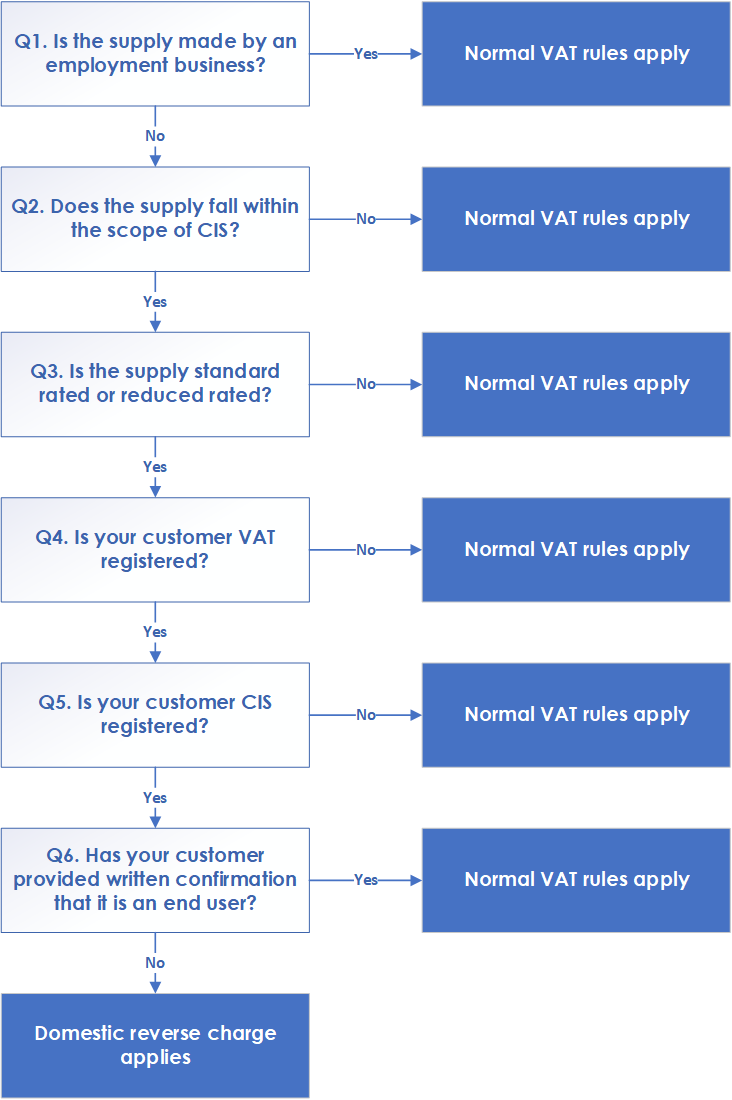 Q1. Is the supply made by an
employment business?
Yes
Normal VAT rules apply
No
Q2. Does the supply fall within
the scope of CIS?
No
Normal VAT rules apply
Yes
Q3. Is the supply standard
rated or reduced rated?
No
Normal VAT rules apply
Yes
Q4. Is your customer VAT
registered?
No
Normal VAT rules apply
Yes
Q5. Is your customer CIS
registered?
No
Normal VAT rules apply
Yes
Q6. Has your customer
provided written confirmation
that it is an end user?
Yes
Normal VAT rules apply
No
Domestic reverse charge
applies